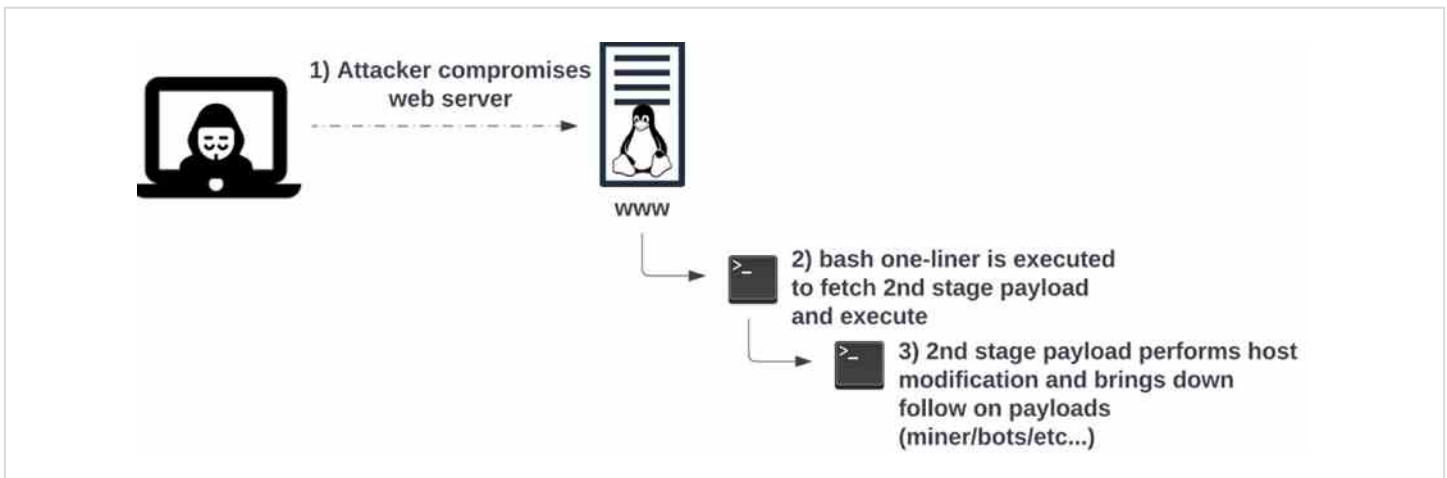 1) Attacker compromises
web server
www
>_
2) bash one-liner is executed
to fetch 2nd stage payload
and execute
>_
3) 2nd stage payload performs host
modification and brings down
follow on payloads
(miner/bots/etc...)